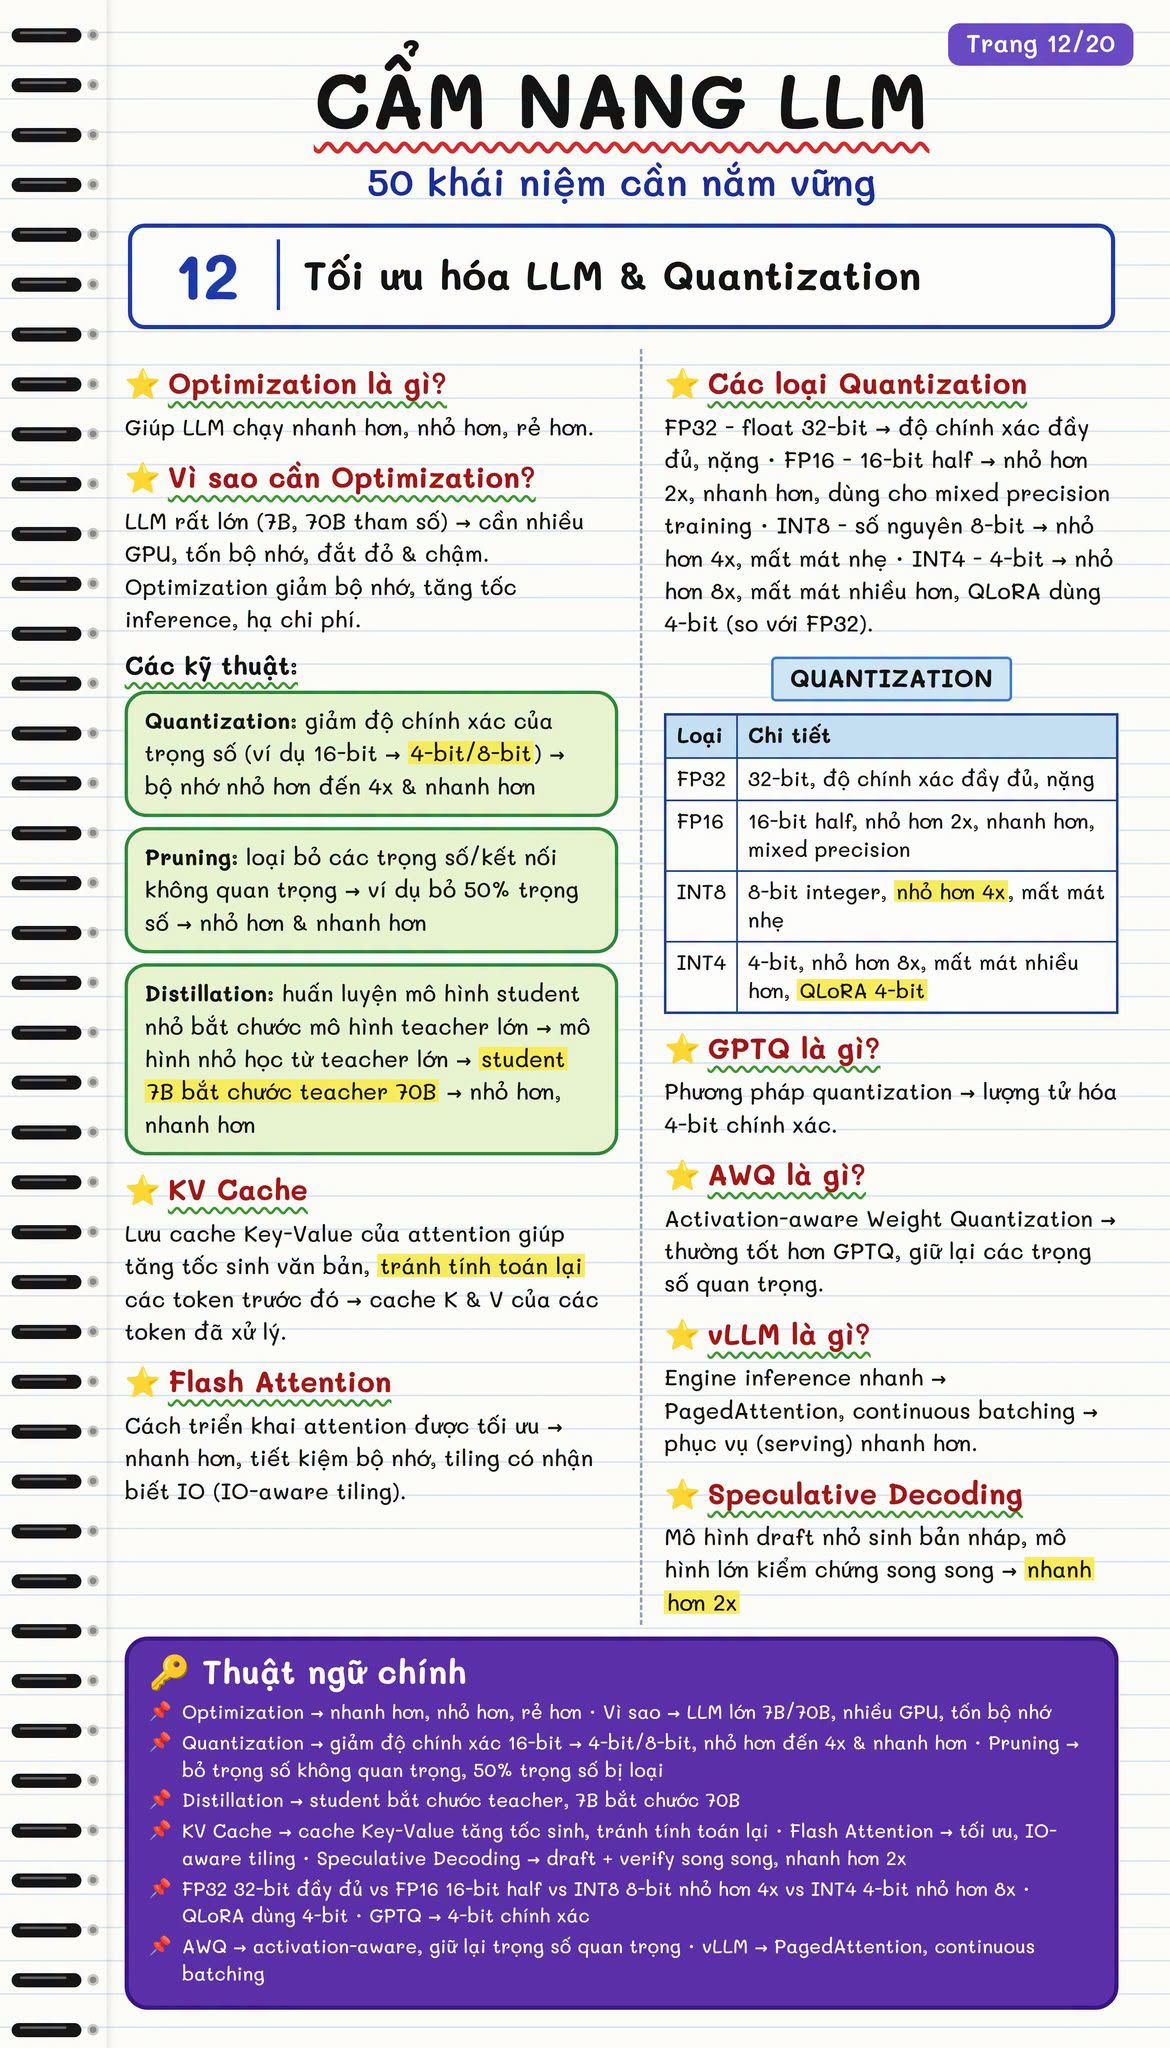 Trang 12/20
CẨM NANG LLM
50 khái niệm cần nắm vững
12
Tối ưu hóa LLM & Quantization
⭐ Optimization là gì?
Giúp LLM chạy nhanh hơn, nhỏ hơn, rẻ hơn.
⭐ Vì sao cần Optimization?
LLM rất lớn (7B, 70B tham số) → cần nhiều
GPU, tốn bộ nhớ, đắt đỏ & chậm.
Optimization giảm bộ nhớ, tăng tốc
inference, hạ chi phí.
Các kỹ thuật:
Quantization: giảm độ chính xác của
trọng số (ví dụ 16-bit → 4-bit/8-bit) →
bộ nhớ nhỏ hơn đến 4x & nhanh hơn
Pruning: loại bỏ các trọng số/kết nối
không quan trọng → ví dụ bỏ 50% trọng
số → nhỏ hơn & nhanh hơn
Distillation: huấn luyện mô hình student
nhỏ bắt chước mô hình teacher lớn → mô
hình nhỏ học từ teacher lớn → student
7B bắt chước teacher 70B → nhỏ hơn,
nhanh hơn
⭐ KV Cache
Lưu cache Key-Value của attention giúp
tăng tốc sinh văn bản, tránh tính toán lại
các token trước đó → cache K & V của các
token đã xử lý.
⭐ Flash Attention
Cách triển khai attention được tối ưu →
nhanh hơn, tiết kiệm bộ nhớ, tiling có nhận
biết IO (IO-aware tiling).
⭐ Các loại Quantization
FP32 - float 32-bit → độ chính xác đầy
đủ, nặng · FP16 - 16-bit half → nhỏ hơn
2x, nhanh hơn, dùng cho mixed precision
training · INT8 - số nguyên 8-bit → nhỏ
hơn 4x, mất mát nhẹ · INT4 - 4-bit → nhỏ
hơn 8x, mất mát nhiều hơn, QLoRA dùng
4-bit (so với FP32).
QUANTIZATION
Loại Chi tiết
FP32 32-bit, độ chính xác đầy đủ, nặng
FP16 16-bit half, nhỏ hơn 2x, nhanh hơn,
mixed precision
INT8 8-bit integer, nhỏ hơn 4x, mất mát
nhẹ
INT4 4-bit, nhỏ hơn 8x, mất mát nhiều
hơn, QLoRA 4-bit
⭐ GPTQ là gì?
Phương pháp quantization → lượng tử hóa
4-bit chính xác.
⭐ AWQ là gì?
Activation-aware Weight Quantization →
thường tốt hơn GPTQ, giữ lại các trọng
số quan trọng.
⭐ vLLM là gì?
Engine inference nhanh →
PagedAttention, continuous batching →
phục vụ (serving) nhanh hơn.
⭐ Speculative Decoding
Mô hình draft nhỏ sinh bản nháp, mô
hình lớn kiểm chứng song song → nhanh
hơn 2x
🔑 Thuật ngữ chính
📌 Optimization → nhanh hơn, nhỏ hơn, rẻ hơn · Vì sao → LLM lớn 7B/70B, nhiều GPU, tốn bộ nhớ
📌 Quantization → giảm độ chính xác 16-bit → 4-bit/8-bit, nhỏ hơn đến 4x & nhanh hơn · Pruning →
bỏ trọng số không quan trọng, 50% trọng số bị loại
📌 Distillation → student bắt chước teacher, 7B bắt chước 70B
📌 KV Cache → cache Key-Value tăng tốc sinh, tránh tính toán lại · Flash Attention → tối ưu, IO-
aware tiling · Speculative Decoding → draft + verify song song, nhanh hơn 2x
📌 FP32 32-bit đầy đủ vs FP16 16-bit half vs INT8 8-bit nhỏ hơn 4x vs INT4 4-bit nhỏ hơn 8x ·
QLoRA dùng 4-bit · GPTQ → 4-bit chính xác
📌 AWQ → activation-aware, giữ lại trọng số quan trọng · vLLM → PagedAttention, continuous
batching